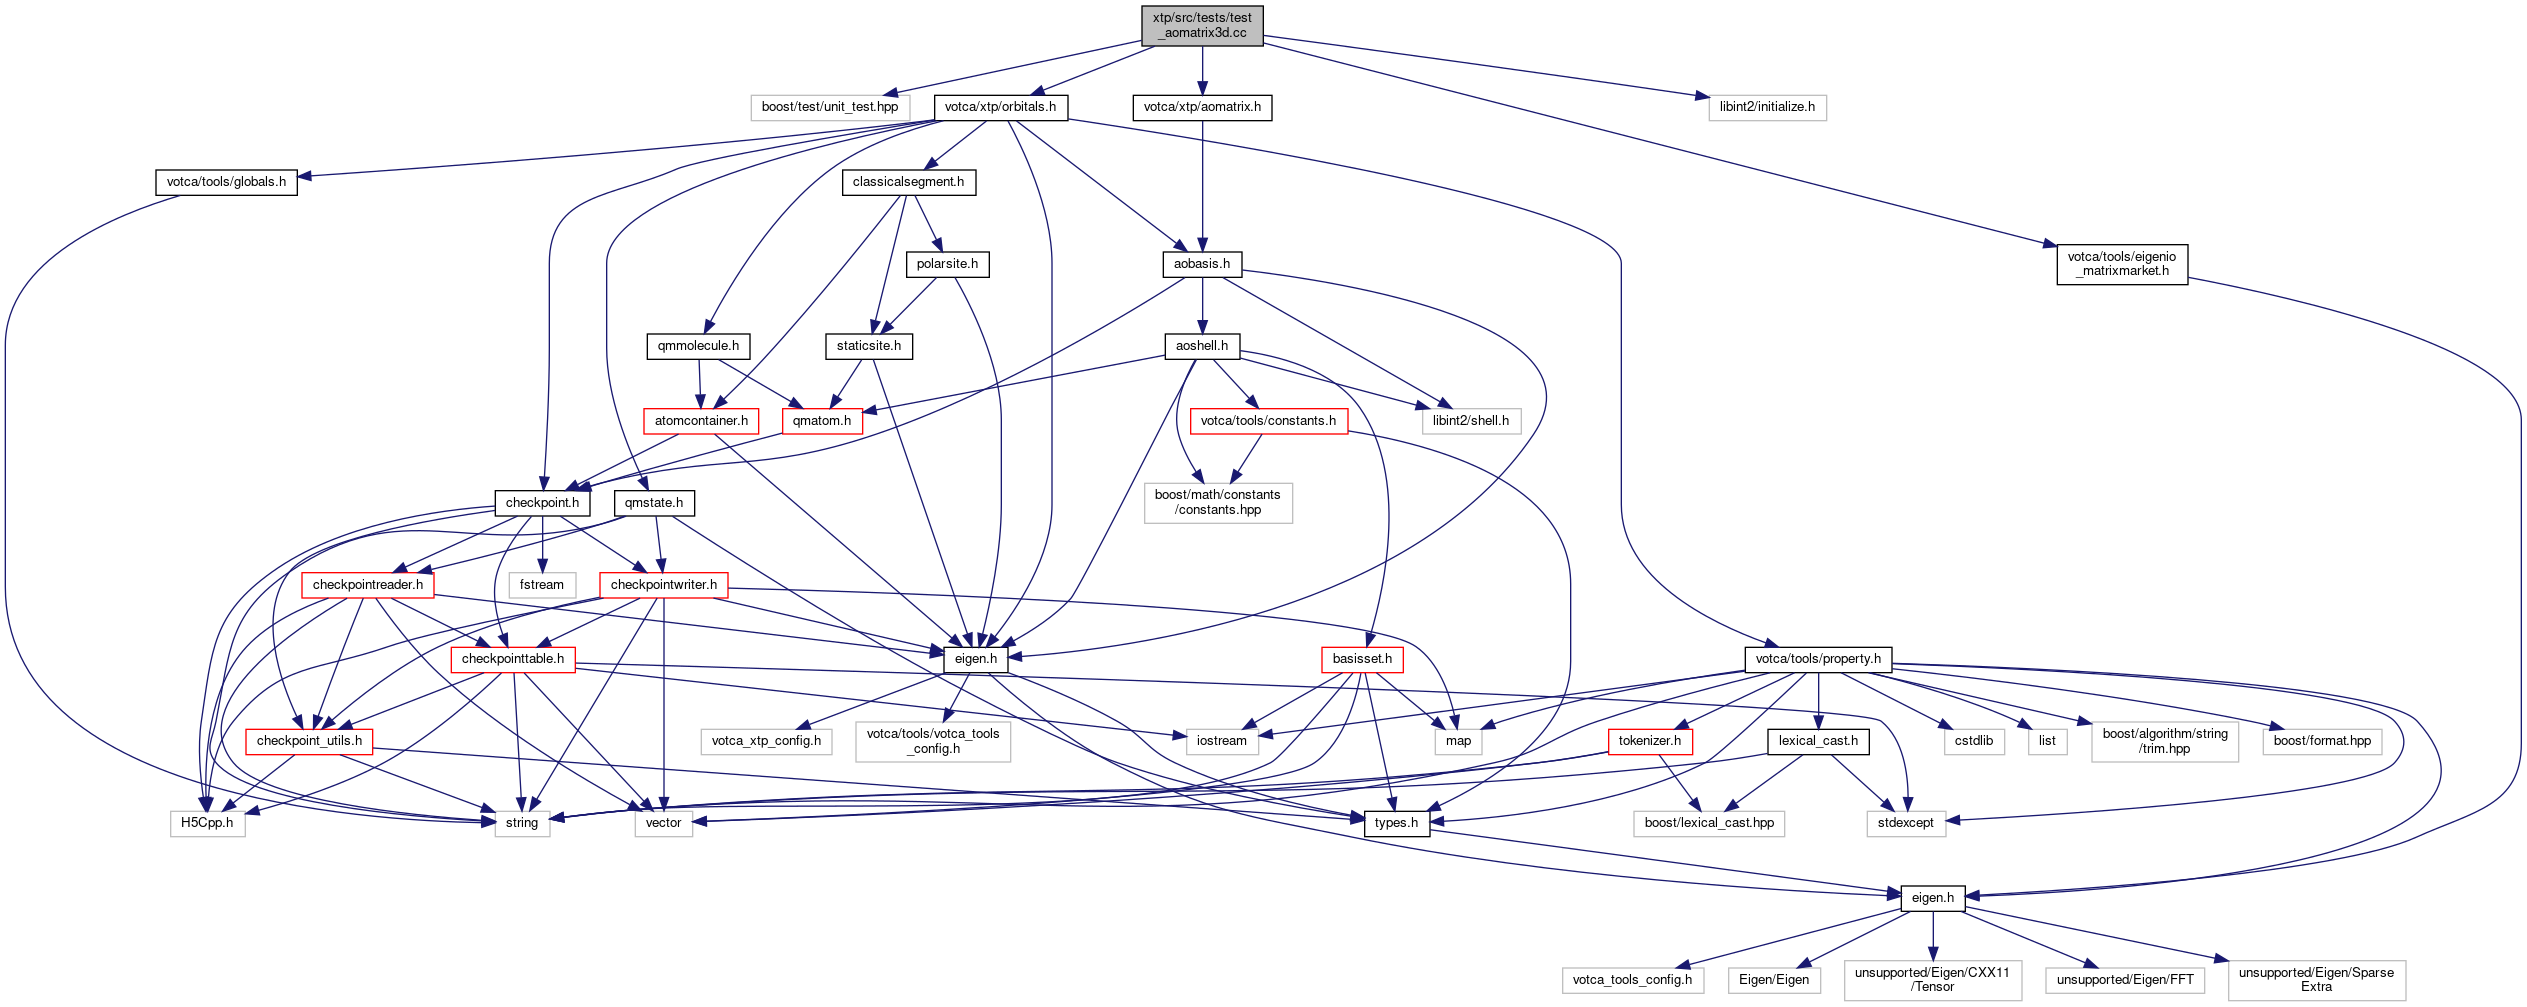 xtp/src/tests/test
_aomatrix3d.cc
boost/test/unit_test.hpp
votca/xtp/orbitals.h
votca/xtp/aomatrix.h
libint2/initialize.h
votca/tools/globals.h
classicalsegment.h
polarsite.h
aobasis.h
votca/tools/eigenio
_matrixmarket.h
qmmolecule.h
staticsite.h
aoshell.h
atomcontainer.h
qmatom.h
votca/tools/constants.h
libint2/shell.h
checkpoint.h
qmstate.h
boost/math/constants
/constants.hpp
checkpointreader.h
fstream
checkpointwriter.h
checkpointtable.h
eigen.h
basisset.h
votca/tools/property.h
checkpoint_utils.h
votca_xtp_config.h
votca/tools/votca_tools
_config.h
iostream
map
tokenizer.h
lexical_cast.h
cstdlib
list
boost/algorithm/string
/trim.hpp
boost/format.hpp
H5Cpp.h
string
vector
types.h
boost/lexical_cast.hpp
stdexcept
eigen.h
votca_tools_config.h
Eigen/Eigen
unsupported/Eigen/CXX11
/Tensor
unsupported/Eigen/FFT
unsupported/Eigen/Sparse
Extra